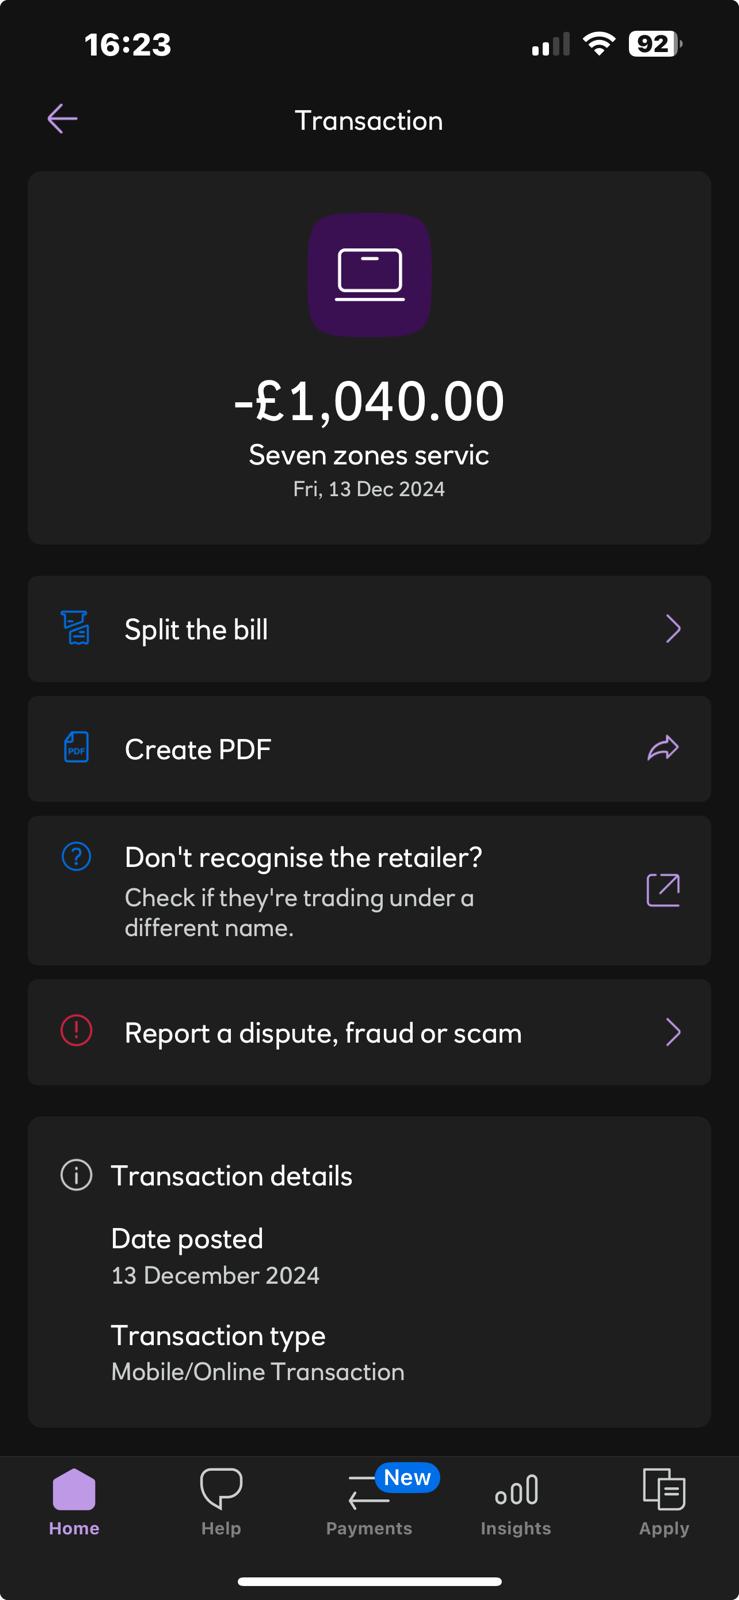 16:23
92
Transaction
-£1,040.00
Seven zones servic
Fri, 13 Dec 2024
Split the bill
PDF
Create PDF
Don't recognise the retailer?
Check if they're trading under a
different name.
Report a dispute, fraud or scam
Transaction details
Date posted
13 December 2024
Transaction type
Mobile/Online Transaction
New
Home
Help
Payments
Insights
Apply